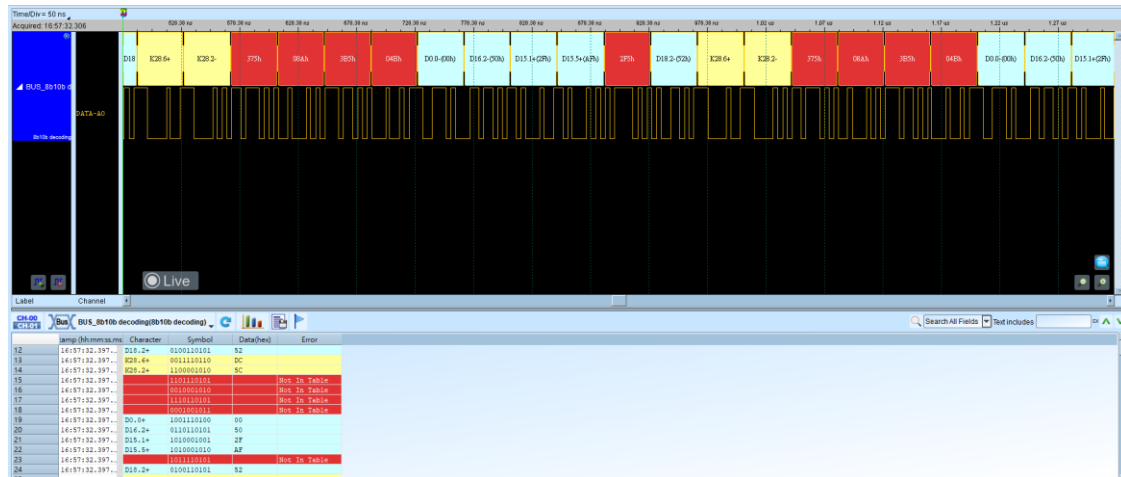 Time/Div= 50 ns
Acquired: 16:57:32.306
520.30 ns 570.30 ns 620.30 ns 670.30 ns 720.30 ns 770.30 ns 820.30 ns 870.30 ns 920.30 ns 970.30 ns 1.02 us 1.07 us 1.12 us 1.17 us 1.22 us 1.27 us
D18 K28.6+ K28.2- 375h 08Ah 3B5h 04Bh D0.0-(00h) D16.2-(50h) D15.1+(2Fh) D15.5+(AFh) 2F5h D18.2-(52h) K28.6+ K28.2- 375h 08Ah 3B5h 04Bh D0.0-(00h) D16.2-(50h) D15.1+(2Fh)
BUS_8b10b d
DATA-A0
8b10b decoding
Live
Label Channel
CH-00 CH-01 Bus BUS_8b10b decoding(8b10b decoding) Search All Fields Text includes
tamp (hh:mm:ss.ms Character Symbol Data(hex) Error
12 16:57:32.397... D18.2+ 0100110101 52
13 16:57:32.397... K28.6+ 0011110110 DC
14 16:57:32.397... K28.2+ 1100001010 5C
15 16:57:32.397... 1101110101 Not In Table
16 16:57:32.397... 0010001010 Not In Table
17 16:57:32.397... 1110110101 Not In Table
18 16:57:32.397... 0001001011 Not In Table
19 16:57:32.397... D0.0+ 1001110100 00
20 16:57:32.397... D16.2+ 0110110101 50
21 16:57:32.397... D15.1+ 1010001001 2F
22 16:57:32.397... D15.5+ 1010001010 AF
23 16:57:32.397... 1011110101 Not In Table
24 16:57:32.397... D18.2+ 0100110101 52